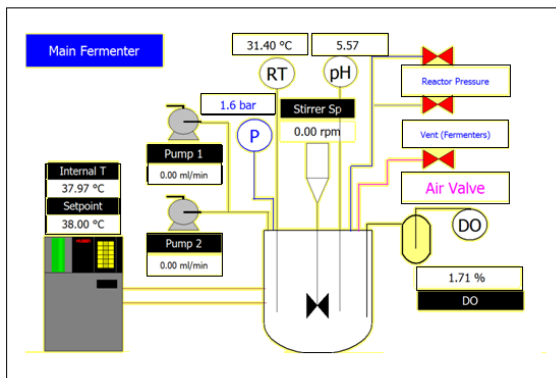 Main Fermenter
31.40 °C
5.57
RT
pH
Reactor Pressure
1.6 bar
Stirrer Sp
P
0.00 rpm
Vent (Fermenters)
Pump 1
0.00 ml/min
Internal T
37.97 °C
Setpoint
38.00 °C
Air Valve
DO
Pump 2
0.00 ml/min
1.71 %
DO